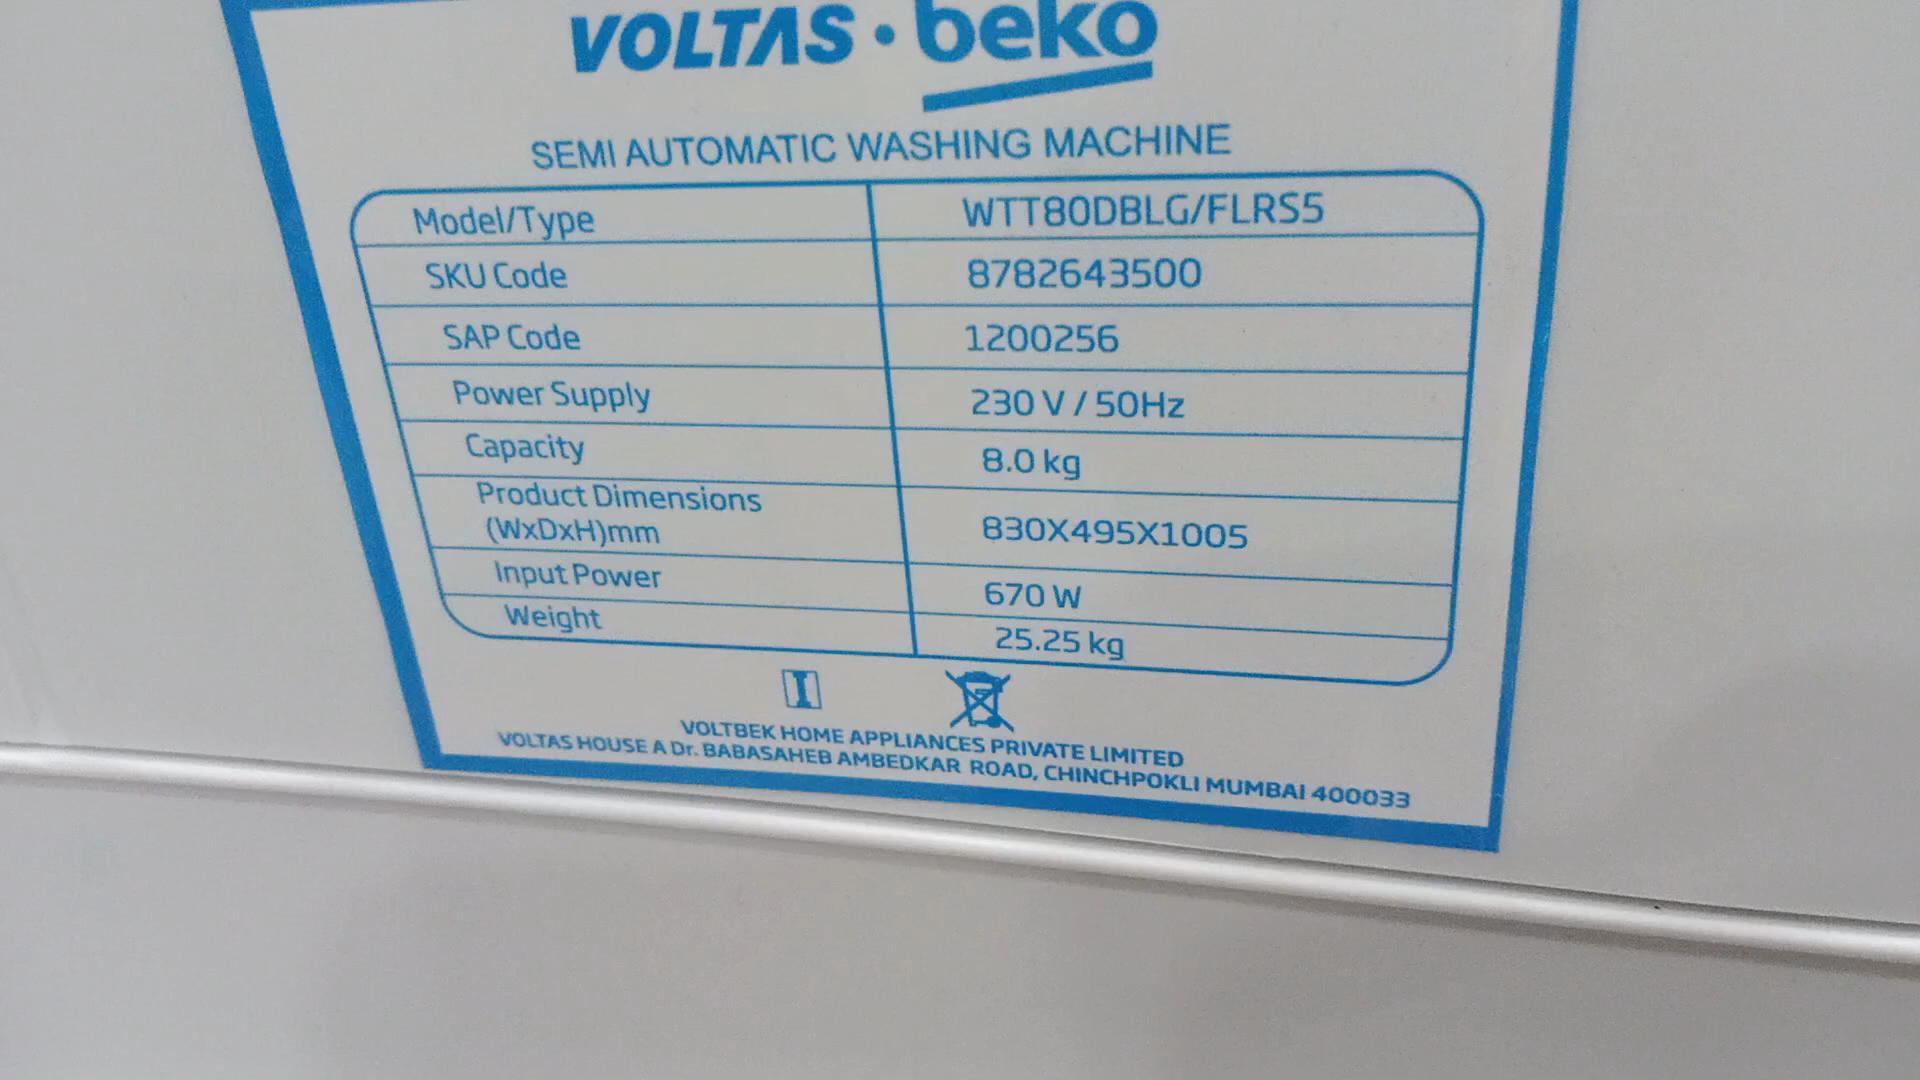 VOLTAS • beko
SEMI AUTOMATIC WASHING MACHINE
Model/Type WTT80DBLG/FLRS5
SKU Code 8782643500
SAP Code 1200256
Power Supply 230 V / 50Hz
Capacity 8.0 kg
Product Dimensions
(WxDxH)mm 830X495X1005
Input Power 670 W
Weight 25.25 kg
I
VOLTBEK HOME APPLIANCES PRIVATE LIMITED
VOLTAS HOUSE A Dr. BABASAHEB AMBEDKAR ROAD, CHINCHPOKLI MUMBAI 400033